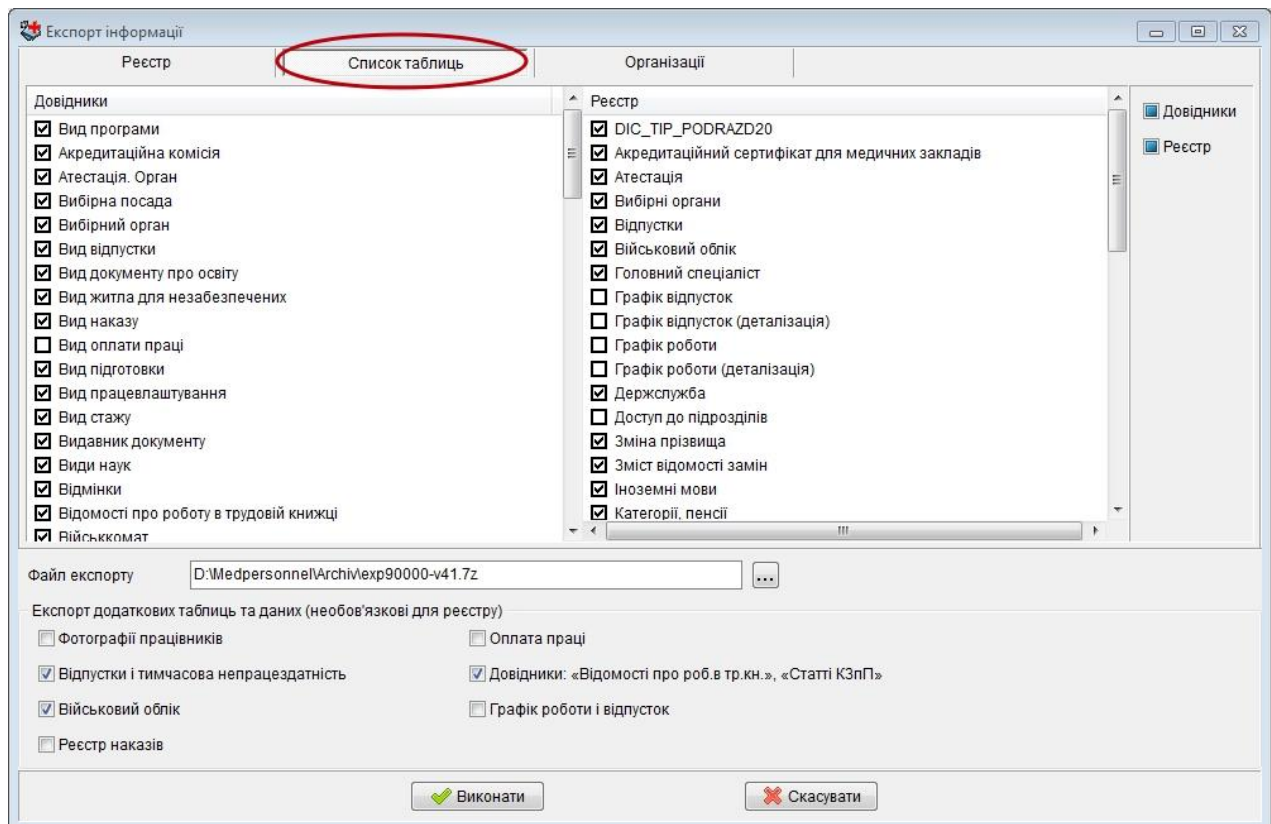 Експорт інформації
Реєстр Список таблиць Організації
Довідники
Вид програми
Акредитаційна комісія
Атестація. Орган
Вибірна посада
Вибірний орган
Вид відпустки
Вид документу про освіту
Вид житла для незабезпечених
Вид наказу
Вид оплати праці
Вид підготовки
Вид працевлаштування
Вид стажу
Видавник документу
Види наук
Відмінки
Відомості про роботу в трудовій книжці
Військкомат
Реєстр
DIC_TIP_PODRAZD20
Акредитаційний сертифікат для медичних закладів
Атестація
Вибірні органи
Відпустки
Військовий облік
Головний спеціаліст
Графік відпусток
Графік відпусток (деталізація)
Графік роботи
Графік роботи (деталізація)
Держслужба
Доступ до підрозділів
Зміна прізвища
Зміст відомості замін
Іноземні мови
Категорії, пенсії
Довідники
Реєстр
Файл експорту D:\Medpersonnel\Archiv\exp90000-v41.7z ...
Експорт додаткових таблиць та даних (необов'язкові для реєстру)
Фотографії працівників Оплата праці
Відпустки і тимчасова непрацездатність Довідники: «Відомості про роб.в тр.кн.», «Статті КЗпП»
Військовий облік Графік роботи і відпусток
Реєстр наказів
Виконати Скасувати